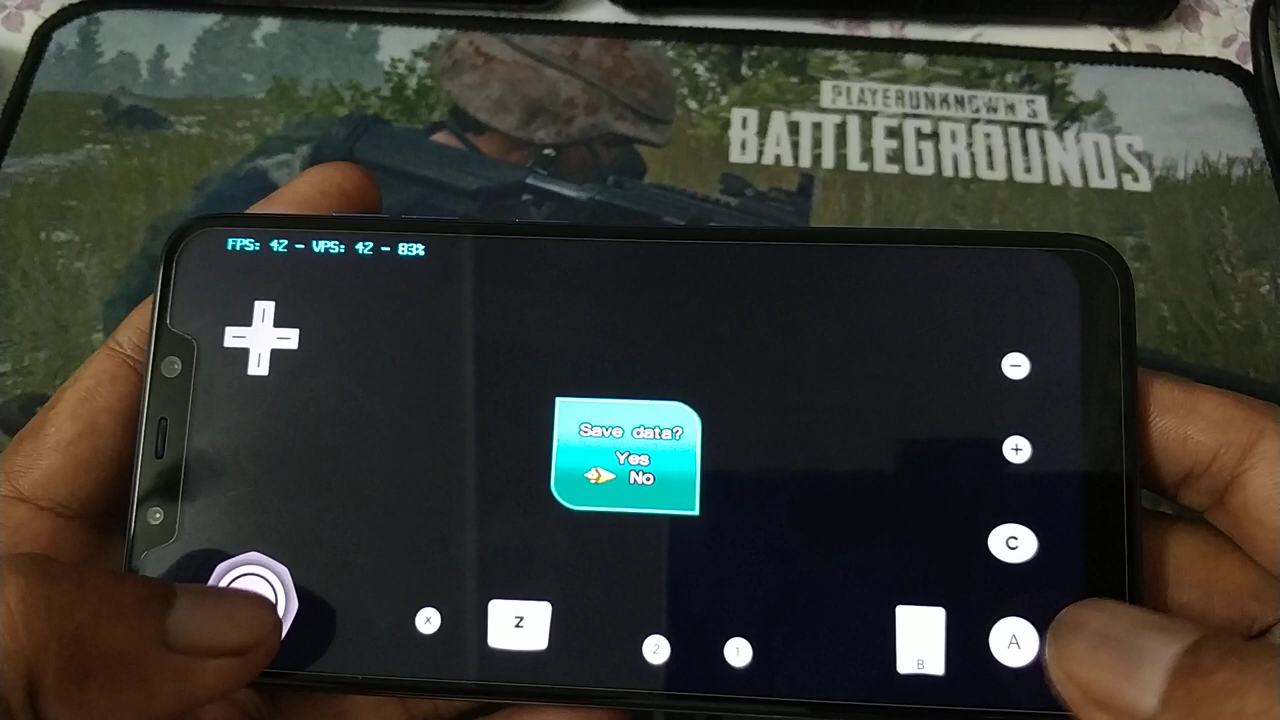 PLAYERUNKNOWN'S
BATTLEGROUNDS
FPS: 42 - VPS: 42 - 83%
Save data?
Yes
No
C
X
Z
2
1
B
A